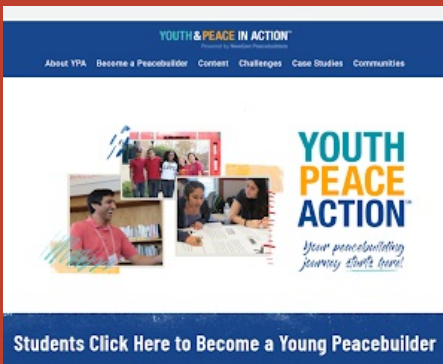 YOUTH & PEACE IN ACTION™
Powered by NewGen Peacebuilders
About YPA Become a Peacebuilder Content Challenges Case Studies Communities
YOUTH
PEACE
ACTION™
Your peacebuilding
journey starts here!
Students Click Here to Become a Young Peacebuilder